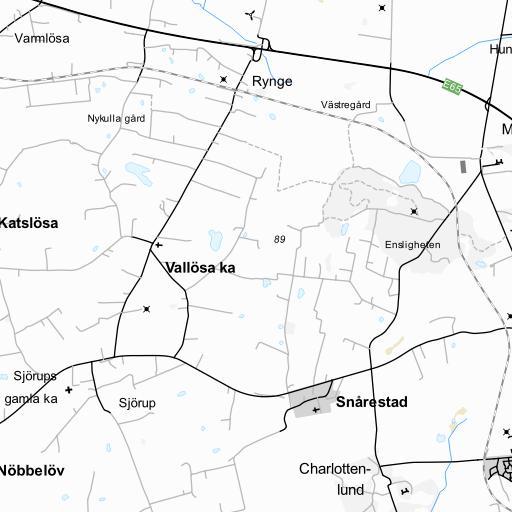 Varmlösa
Hun
Rynge
E65
Västregård
Nykulla gård
M
Katslösa
89
Ensligheten
Vallösa ka
Sjörups
gamla ka
Sjörup
Snårestad
Nöbbelöv
Charlotten-
lund